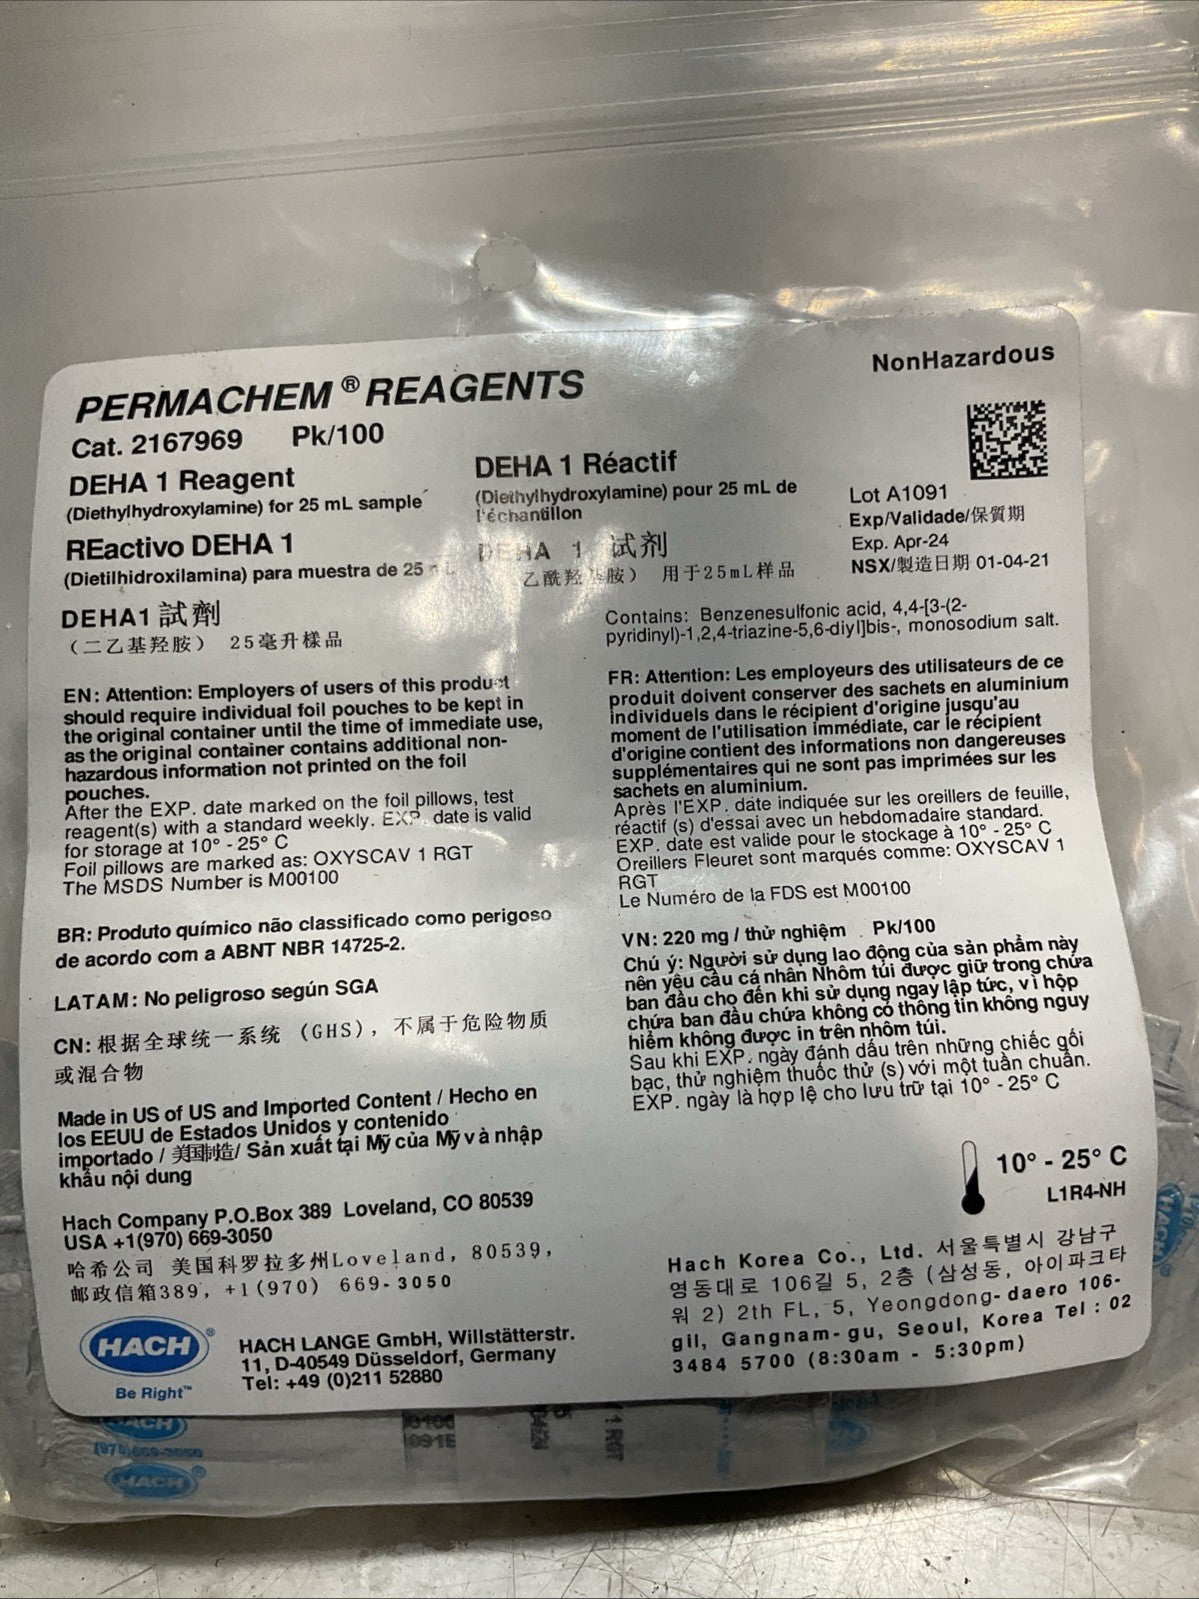 NonHazardous
PERMACHEM® REAGENTS
Cat. 2167969 Pk/100
DEHA 1 Reagent
(Diethylhydroxylamine) for 25 mL sample
REactivo DEHA 1
(Dietilhidroxilamina) para muestra de 25
DEHA1 試劑
(二乙基羥胺) 25毫升樣品
DEHA 1 Réactif
(Diethylhydroxylamine) pour 25 mL de
l'échantillon
DEHA 1 试剂
乙酰羟 胺) 用于25mL样品
Lot A1091
Exp/Validade/保質期
Exp. Apr-24
NSX/製造日期 01-04-21
Contains: Benzenesulfonic acid, 4,4-[3-(2-
pyridinyl)-1,2,4-triazine-5,6-diyl]bis-, monosodium salt.
EN: Attention: Employers of users of this product
should require individual foil pouches to be kept in
the original container until the time of immediate use,
as the original container contains additional non-
hazardous information not printed on the foil
pouches.
After the EXP. date marked on the foil pillows, test
reagent(s) with a standard weekly. EXP. date is valid
for storage at 10° - 25° C
Foil pillows are marked as: OXYSCAV 1 RGT
The MSDS Number is M00100
BR: Produto químico não classificado como perigoso
de acordo com a ABNT NBR 14725-2.
LATAM: No peligroso según SGA
CN: 根据全球统一系统 (GHS), 不属于危险物质
或混合物
Made in US of US and Imported Content / Hecho en
los EEUU de Estados Unidos y contenido
importado / 美国制造/ Sản xuất tại Mỹ của Mỹ và nhập
khẩu nội dung
Hach Company P.O.Box 389 Loveland, CO 80539
USA +1(970) 669-3050
哈希公司 美国科罗拉多州Loveland, 80539,
邮政信箱389, +1(970) 669-3050
HACH®
Be Right™
HACH LANGE GmbH, Willstätterstr.
11, D-40549 Düsseldorf, Germany
Tel: +49 (0)211 52880
FR: Attention: Les employeurs des utilisateurs de ce
produit doivent conserver des sachets en aluminium
individuels dans le récipient d'origine jusqu'au
moment de l'utilisation immédiate, car le récipient
d'origine contient des informations non dangereuses
supplémentaires qui ne sont pas imprimées sur les
sachets en aluminium.
Après l'EXP. date indiquée sur les oreillers de feuille,
réactif (s) d'essai avec un hebdomadaire standard.
EXP. date est valide pour le stockage à 10° - 25° C
Oreillers Fleuret sont marqués comme: OXYSCAV 1
RGT
Le Numéro de la FDS est M00100
VN: 220 mg / thử nghiệm . Pk/100
Chú ý: Người sử dụng lao động của sản phẩm này
nên yêu cầu cá nhân Nhôm túi được giữ trong chứa
ban đầu cho đến khi sử dụng ngay lập tức, vì hộp
chứa ban đầu chứa không có thông tin không nguy
hiểm không được in trên nhôm túi.
Sau khi EXP. ngày đánh dấu trên những chiếc gối
bạc, thử nghiệm thuốc thử (s) với một tuần chuẩn.
EXP. ngày là hợp lệ cho lưu trữ tại 10° - 25° C
10° - 25° C
L1R4-NH
Hach Korea Co., Ltd. 서울특별시 강남구
영동대로 106길 5, 2층 (삼성동, 아이파크타
워 2) 2th FL, 5, Yeongdong-daero 106-
gil, Gangnam-gu, Seoul, Korea Tel : 02
3484 5700 (8:30am - 5:30pm)
HACH
(970) 669-3050
HACH®
1 RGT
HACH